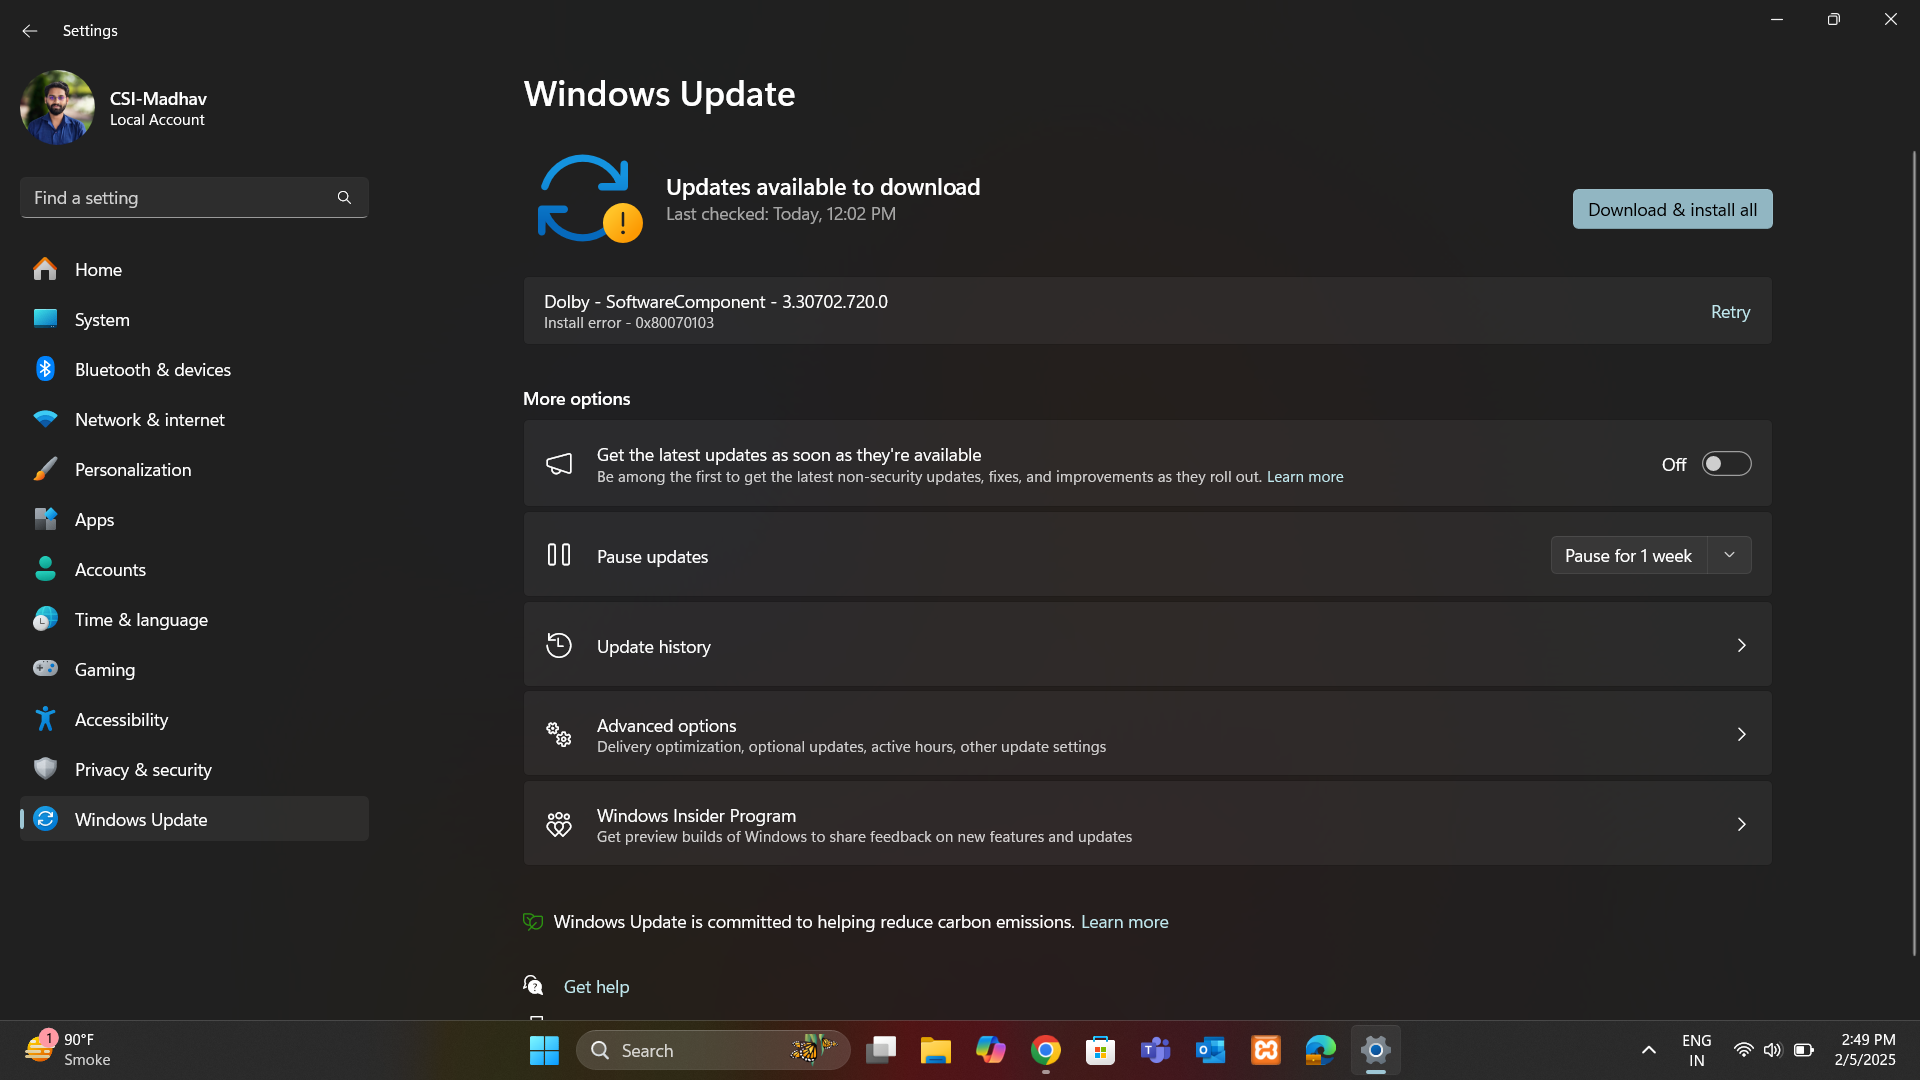 Settings
CSI-Madhav
Local Account
Find a setting
Home
System
Bluetooth & devices
Network & internet
Personalization
Apps
Accounts
Time & language
Gaming
Accessibility
Privacy & security
Windows Update
Windows Update
Updates available to download
Last checked: Today, 12:02 PM
Download & install all
Dolby - SoftwareComponent - 3.30702.720.0
Install error - 0x80070103
Retry
More options
Get the latest updates as soon as they're available
Be among the first to get the latest non-security updates, fixes, and improvements as they roll out. Learn more
Off
Pause updates
Pause for 1 week
Update history
Advanced options
Delivery optimization, optional updates, active hours, other update settings
Windows Insider Program
Get preview builds of Windows to share feedback on new features and updates
Windows Update is committed to helping reduce carbon emissions. Learn more
Get help
1
90°F
Smoke
Search
ENG
IN
2:49 PM
2/5/2025